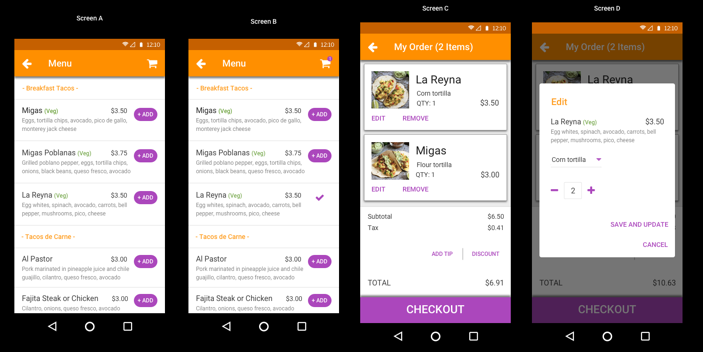 Screen A
12:10
Menu
- Breakfast Tacos -
Migas (Veg) $3.50 + ADD
Eggs, tortilla chips, avocado, pico de gallo,
monterey jack cheese
Migas Poblanas (Veg) $3.75 + ADD
Grilled poblano pepper, eggs, tortilla chips,
onions, black beans, queso fresco, avocado
La Reyna (Veg) $3.50 + ADD
Egg whites, spinach, avocado, carrots, bell
pepper, mushrooms, pico, cheese
- Tacos de Carne -
Al Pastor $3.00 + ADD
Pork marinated in pineapple juice and chile
guajillo, cilantro, queso fresco, avocado
Fajita Steak or Chicken $3.00 + ADD
Cilantro, onions, queso fresco, avocado
Screen B
12:10
Menu
- Breakfast Tacos -
Migas (Veg) $3.50 + ADD
Eggs, tortilla chips, avocado, pico de gallo,
monterey jack cheese
Migas Poblanas (Veg) $3.75 + ADD
Grilled poblano pepper, eggs, tortilla chips,
onions, black beans, queso fresco, avocado
La Reyna (Veg) $3.50
Egg whites, spinach, avocado, carrots, bell
pepper, mushrooms, pico, cheese
- Tacos de Carne -
Al Pastor $3.00 + ADD
Pork marinated in pineapple juice and chile
guajillo, cilantro, queso fresco, avocado
Fajita Steak or Chicken $3.00 + ADD
Cilantro, onions, queso fresco, avocado
Screen C
12:10
My Order (2 Items)
La Reyna
Corn tortilla
QTY: 1 $3.50
EDIT REMOVE
Migas
Flour tortilla
QTY: 1 $3.00
EDIT REMOVE
Subtotal $6.50
Tax $0.41
ADD TIP DISCOUNT
TOTAL $6.91
CHECKOUT
Screen D
12:10
My Order (2 Items)
La Reyna
Edit
La Reyna (Veg) $3.50
Egg whites, spinach, avocado, carrots, bell
pepper, mushrooms, pico, cheese
Corn tortilla
2
SAVE AND UPDATE
CANCEL
TOTAL $10.63
CHECKOUT